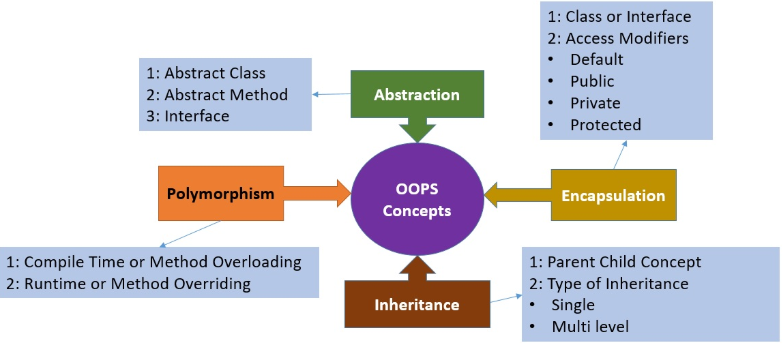 1: Class or Interface
2: Access Modifiers
• Default
• Public
• Private
• Protected
1: Abstract Class
2: Abstract Method
3: Interface
Abstraction
Polymorphism
OOPS
Concepts
Encapsulation
1: Compile Time or Method Overloading
2: Runtime or Method Overriding
Inheritance
1: Parent Child Concept
2: Type of Inheritance
• Single
• Multi level